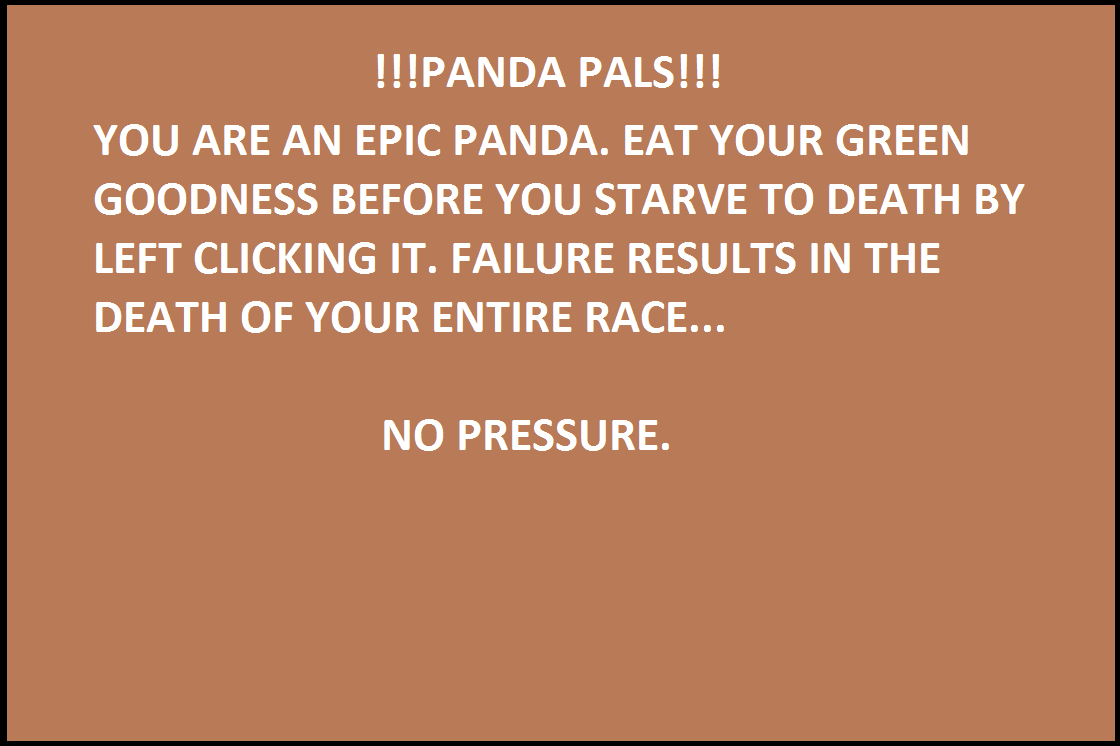 !!!PANDA PALS!!!
YOU ARE AN EPIC PANDA. EAT YOUR GREEN
GOODNESS BEFORE YOU STARVE TO DEATH BY
LEFT CLICKING IT. FAILURE RESULTS IN THE
DEATH OF YOUR ENTIRE RACE...
NO PRESSURE.